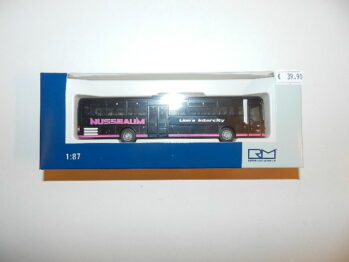 € 39.90
NUSSBAUM
Lion's Intercity
1:87
RM